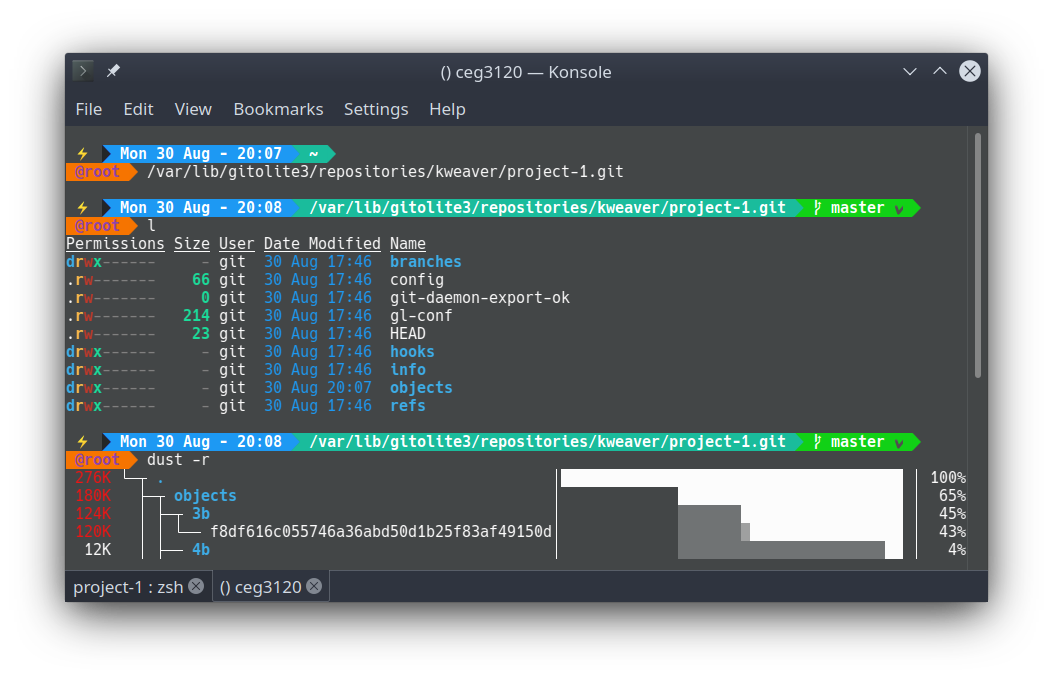 () ceg3120 — Konsole
File Edit View Bookmarks Settings Help
⚡ Mon 30 Aug - 20:07 ~
@root /var/lib/gitolite3/repositories/kweaver/project-1.git
⚡ Mon 30 Aug - 20:08 /var/lib/gitolite3/repositories/kweaver/project-1.git master ✓
@root l
Permissions Size User Date Modified Name
drwx------ - git 30 Aug 17:46 branches
.rw------- 66 git 30 Aug 17:46 config
.rw------- 0 git 30 Aug 17:46 git-daemon-export-ok
.rw------- 214 git 30 Aug 17:46 gl-conf
.rw------- 23 git 30 Aug 17:46 HEAD
drwx------ - git 30 Aug 17:46 hooks
drwx------ - git 30 Aug 17:46 info
drwx------ - git 30 Aug 20:07 objects
drwx------ - git 30 Aug 17:46 refs
⚡ Mon 30 Aug - 20:08 /var/lib/gitolite3/repositories/kweaver/project-1.git master ✓
@root dust -r
276K └─┬ . 100%
180K ├─┬ objects 65%
124K ├─┬ 3b 45%
120K │ └── f8df616c055746a36abd50d1b25f83af49150d 43%
12K ├── 4b 4%
project-1 : zsh () ceg3120